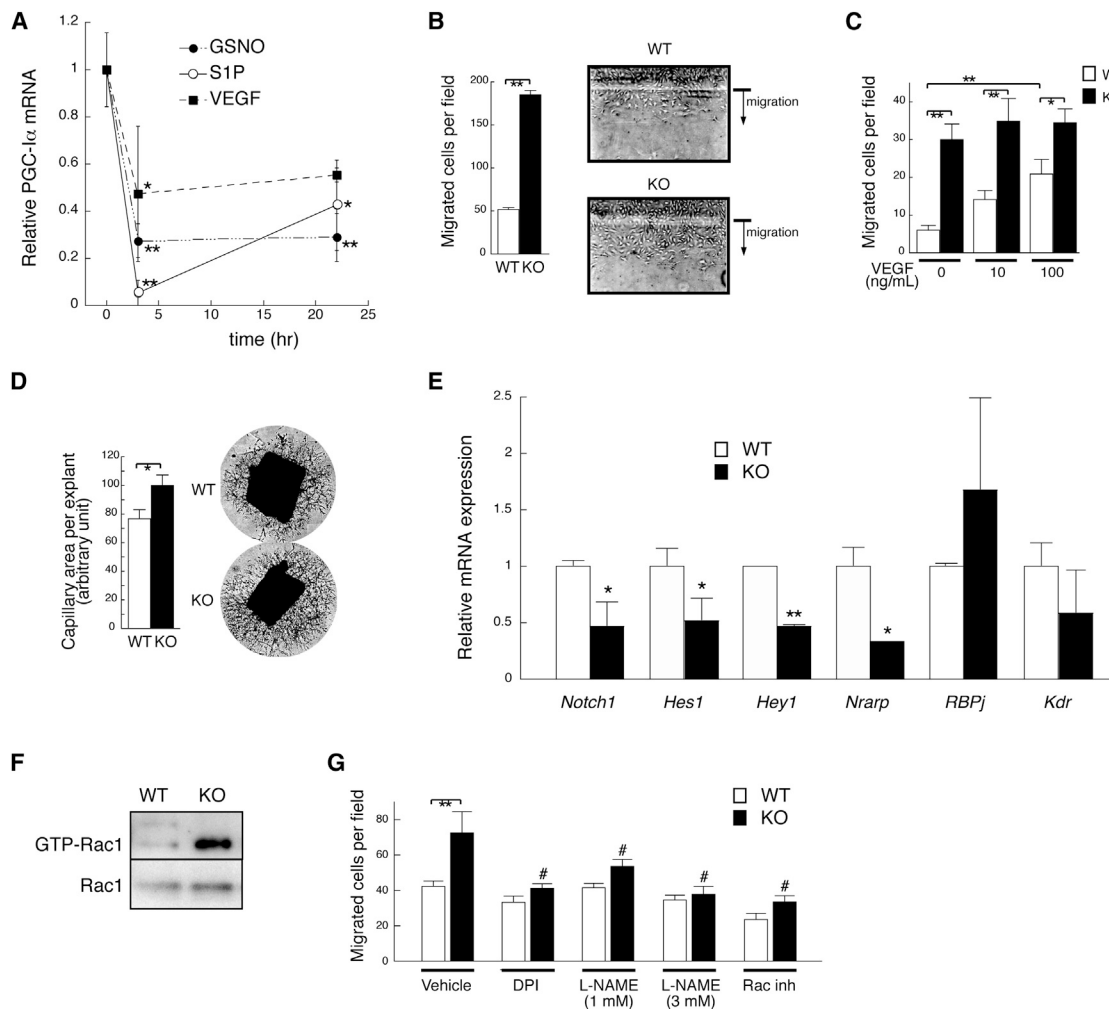 A
Relative PGC-Iα mRNA
1.2
1
0.8
0.6
0.4
0.2
0
GSNO
S1P
VEGF
*
**
**
*
**
0 5 10 15 20 25
time (hr)
B
Migrated cells per field
200
150
100
50
0
**
WT KO
WT
migration
KO
migration
C
Migrated cells per field
40
30
20
10
0
**
**
**
*
W
K
VEGF
(ng/mL)
0 10 100
D
Capillary area per explant
(arbitrary unit)
120
100
80
60
40
20
0
*
WT KO
WT
KO
E
Relative mRNA expression
2.5
2
1.5
1
0.5
0
WT
KO
*
*
**
*
Notch1 Hes1 Hey1 Nrarp RBPj Kdr
F
WT KO
GTP-Rac1
Rac1
G
Migrated cells per field
80
60
40
20
0
WT
KO
**
#
#
#
#
Vehicle DPI L-NAME L-NAME Rac inh
(1 mM) (3 mM)